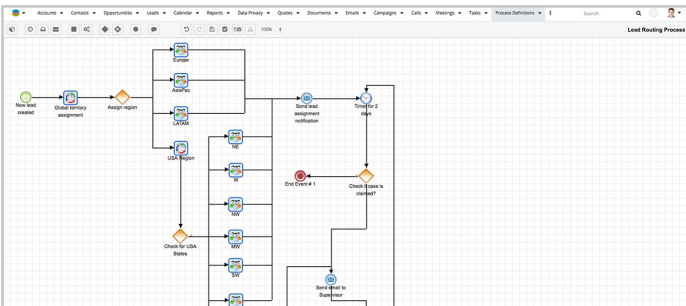 Accounts Contacts Opportunities Leads Calendar Reports Data Privacy Quotes Documents Emails Campaigns Calls Meetings Tasks Process Definitions Search
100%
Lead Routing Process
Europe
AsiaPac
New lead
created
Global territory
assignment
Assign region
LATAM
Send lead
assignment
notification
Timer for 2
days
NE
USA Region
W
End Event # 1
Check if case is
claimed?
NW
Check for USA
States
MW
SW
Send email to
Supervisor